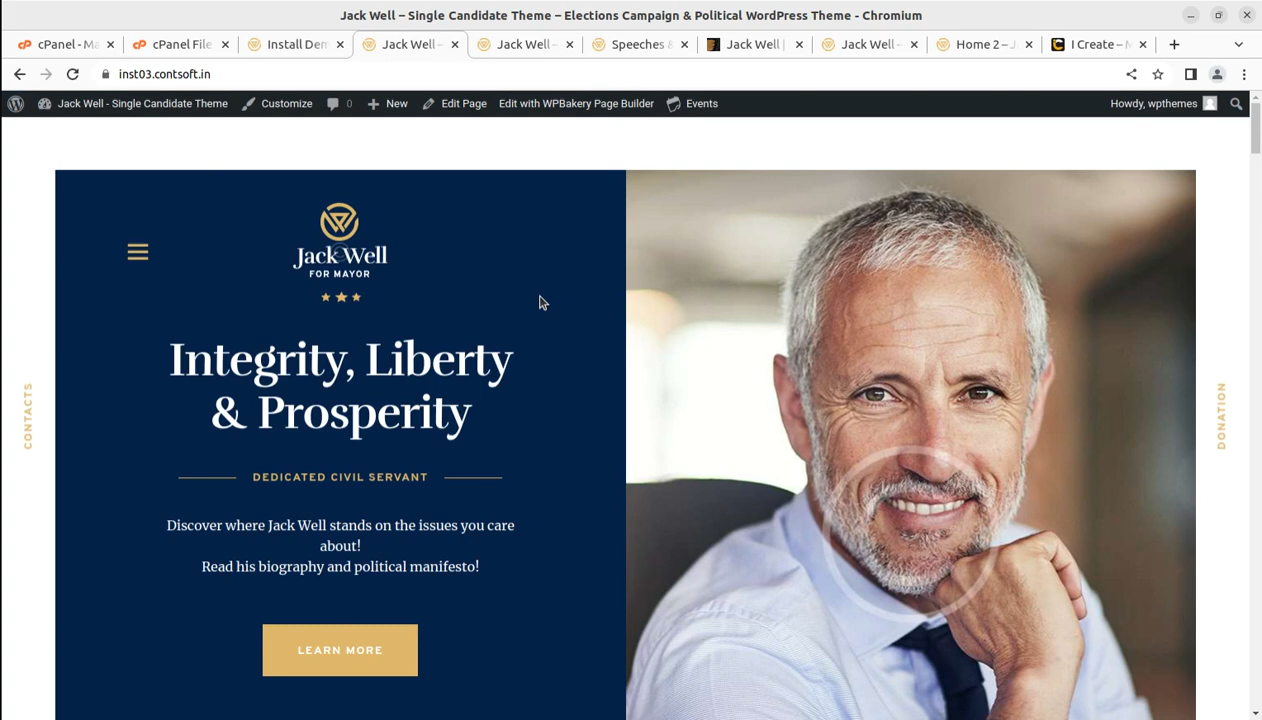 Jack Well – Single Candidate Theme – Elections Campaign & Political WordPress Theme - Chromium
cPanel - Ma
cPanel File
Install Den
Jack Well –
Jack Well –
Speeches &
Jack Well |
Jack Well –
Home 2 – J
I Create – M
inst03.contsoft.in
Jack Well - Single Candidate Theme
Customize
0
New
Edit Page
Edit with WPBakery Page Builder
Events
Howdy, wpthemes
Jack Well
FOR MAYOR
Integrity, Liberty
& Prosperity
CONTACTS
DONATION
DEDICATED CIVIL SERVANT
Discover where Jack Well stands on the issues you care
about!
Read his biography and political manifesto!
LEARN MORE